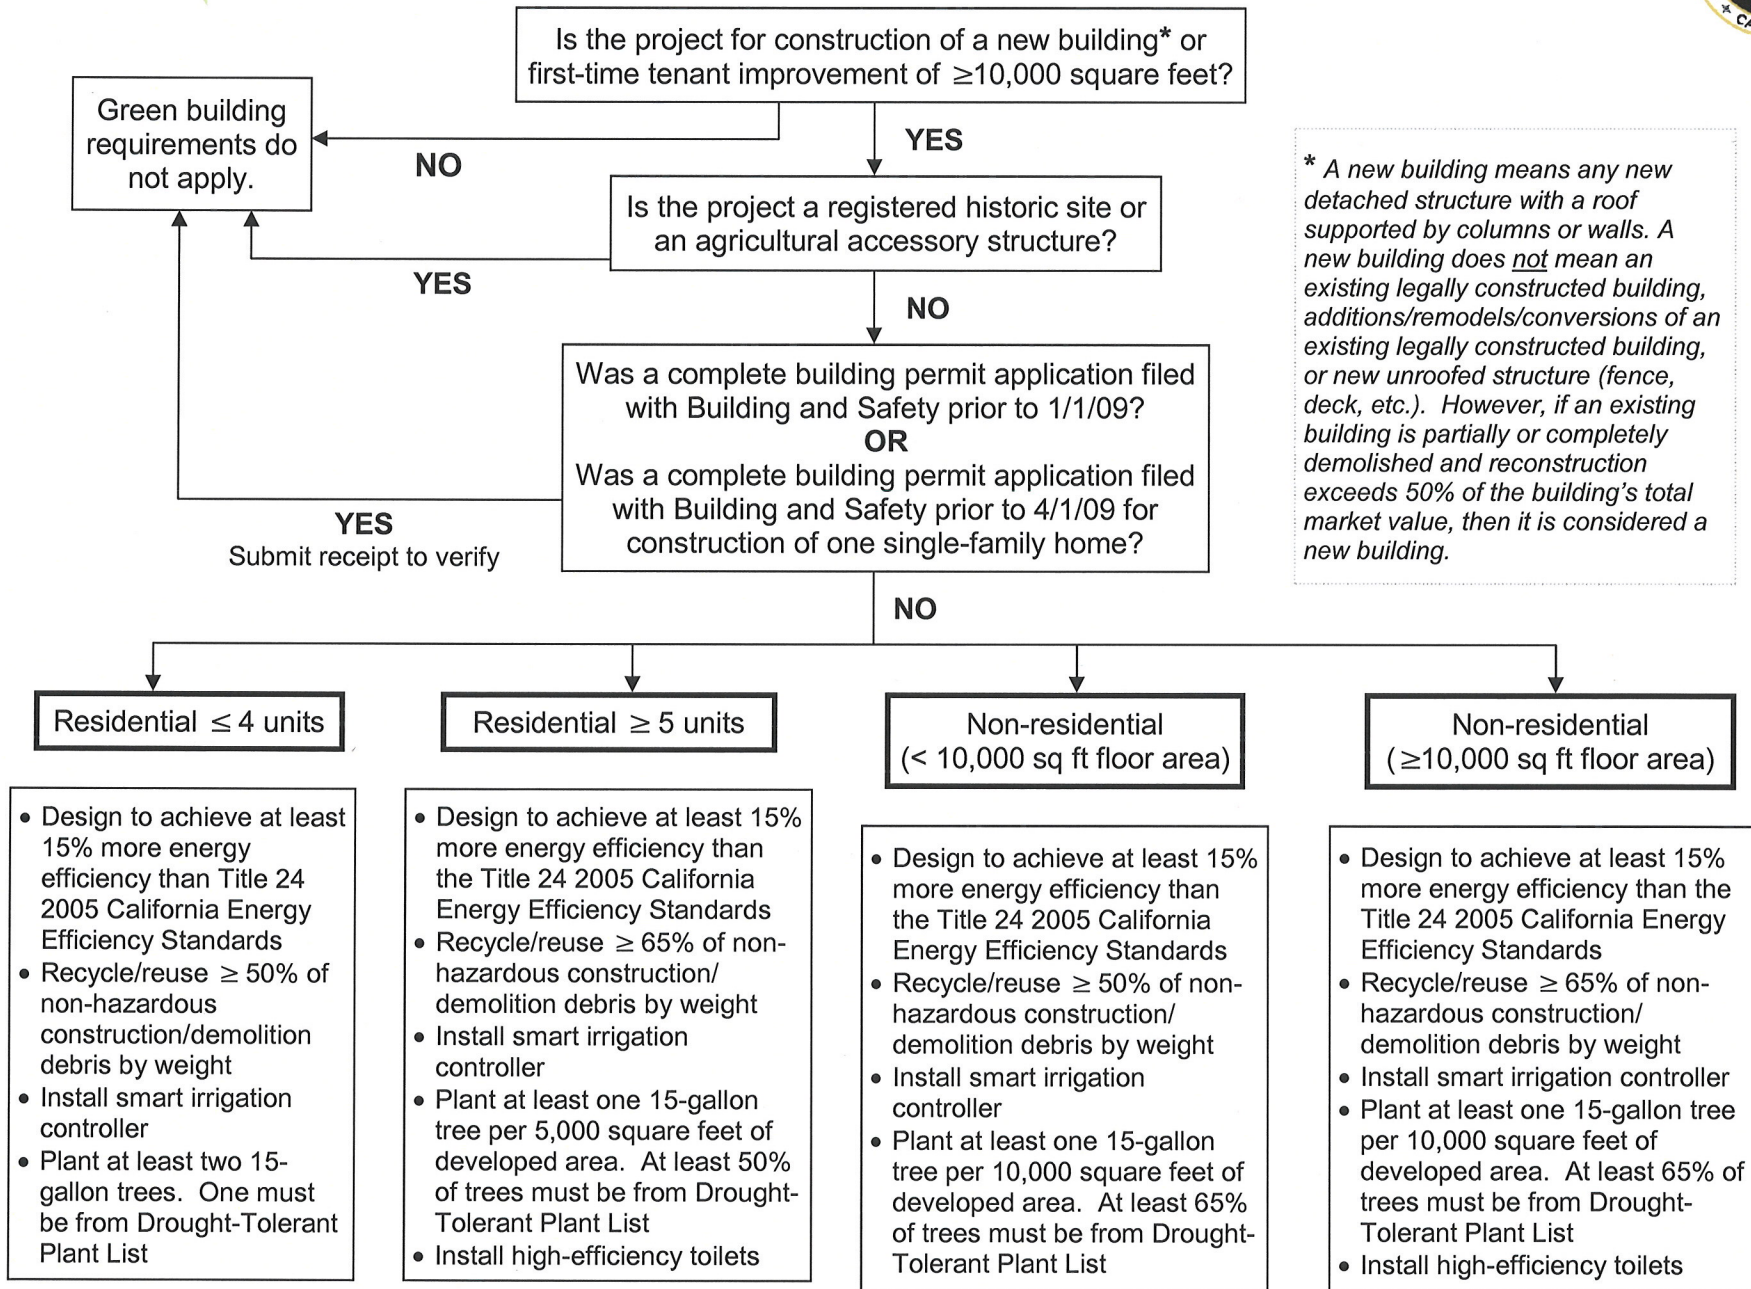 Is the project for construction of a new building* or
first-time tenant improvement of ≥10,000 square feet?
Green building
requirements do
not apply.
NO
YES
Is the project a registered historic site or
an agricultural accessory structure?
YES
NO
* A new building means any new
detached structure with a roof
supported by columns or walls. A
new building does not mean an
existing legally constructed building,
additions/remodels/conversions of an
existing legally constructed building,
or new unroofed structure (fence,
deck, etc.). However, if an existing
building is partially or completely
demolished and reconstruction
exceeds 50% of the building's total
market value, then it is considered a
new building.
Was a complete building permit application filed
with Building and Safety prior to 1/1/09?
OR
Was a complete building permit application filed
with Building and Safety prior to 4/1/09 for
construction of one single-family home?
YES
Submit receipt to verify
NO
Residential ≤ 4 units
• Design to achieve at least
15% more energy
efficiency than Title 24
2005 California Energy
Efficiency Standards
• Recycle/reuse ≥ 50% of
non-hazardous
construction/demolition
debris by weight
• Install smart irrigation
controller
• Plant at least two 15-
gallon trees. One must
be from Drought-Tolerant
Plant List
Residential ≥ 5 units
• Design to achieve at least 15%
more energy efficiency than
the Title 24 2005 California
Energy Efficiency Standards
• Recycle/reuse ≥ 65% of non-
hazardous construction/
demolition debris by weight
• Install smart irrigation
controller
• Plant at least one 15-gallon
tree per 5,000 square feet of
developed area. At least 50%
of trees must be from Drought-
Tolerant Plant List
• Install high-efficiency toilets
Non-residential
(< 10,000 sq ft floor area)
• Design to achieve at least 15%
more energy efficiency than
the Title 24 2005 California
Energy Efficiency Standards
• Recycle/reuse ≥ 50% of non-
hazardous construction/
demolition debris by weight
• Install smart irrigation
controller
• Plant at least one 15-gallon
tree per 10,000 square feet of
developed area. At least 65%
of trees must be from Drought-
Tolerant Plant List
Non-residential
(≥10,000 sq ft floor area)
• Design to achieve at least 15%
more energy efficiency than the
Title 24 2005 California Energy
Efficiency Standards
• Recycle/reuse ≥ 65% of non-
hazardous construction/
demolition debris by weight
• Install smart irrigation controller
• Plant at least one 15-gallon tree
per 10,000 square feet of
developed area. At least 65% of
trees must be from Drought-
Tolerant Plant List
• Install high-efficiency toilets